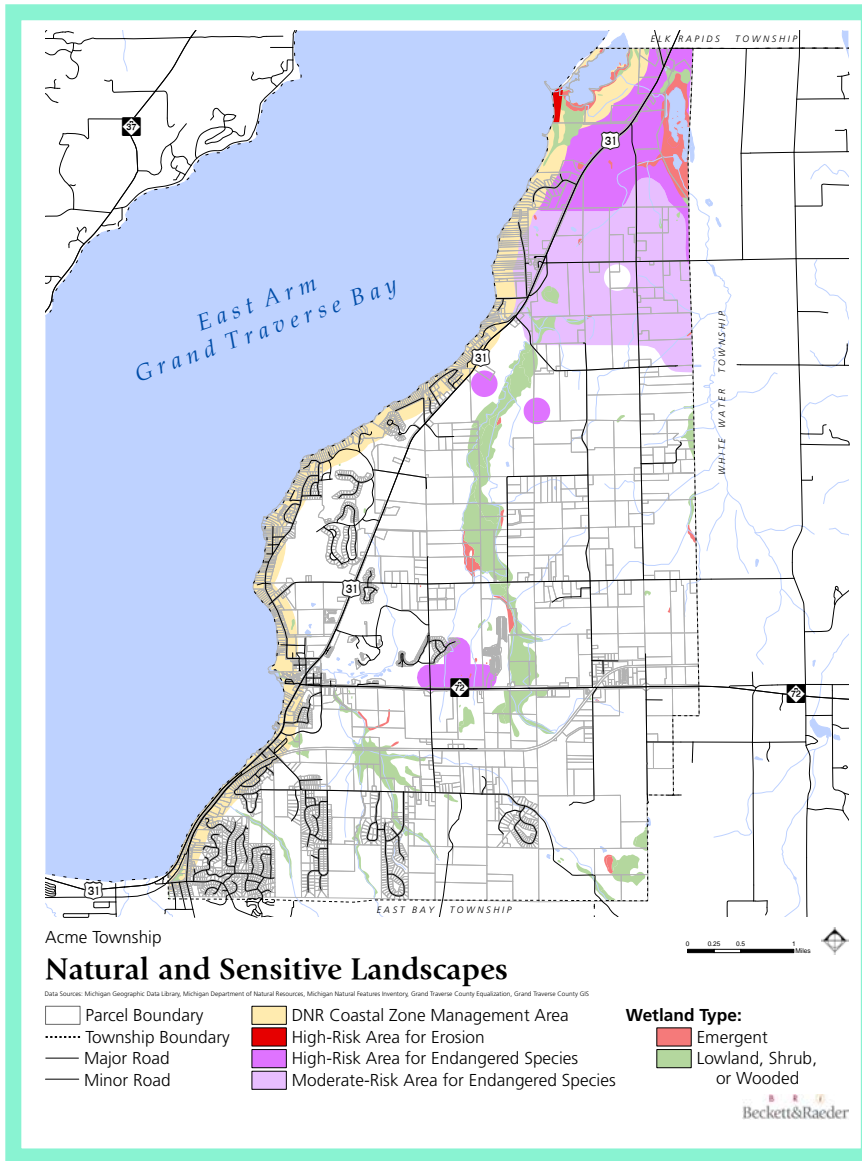 ELK RAPIDS TOWNSHIP
37
31
East Arm
Grand Traverse Bay
31
WHITE WATER TOWNSHIP
31
72
72
31
EAST BAY TOWNSHIP
Acme Township
0 0.25 0.5 1
Miles
Natural and Sensitive Landscapes
Data Sources: Michigan Geographic Data Library, Michigan Department of Natural Resources, Michigan Natural Features Inventory, Grand Traverse County Equalization, Grand Traverse County GIS
Parcel Boundary
Township Boundary
Major Road
Minor Road
DNR Coastal Zone Management Area
High-Risk Area for Erosion
High-Risk Area for Endangered Species
Moderate-Risk Area for Endangered Species
Wetland Type:
Emergent
Lowland, Shrub,
or Wooded
B R i
Beckett&Raeder